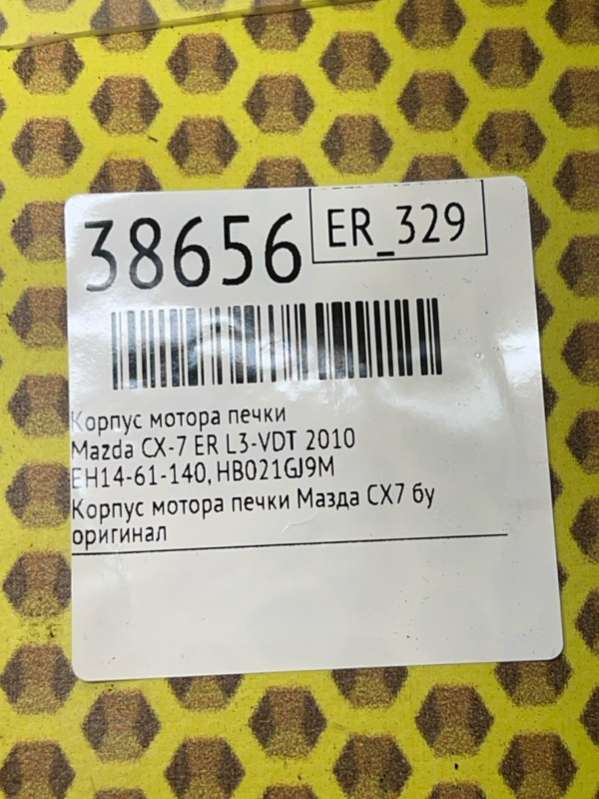 38656
ER_329
Корпус мотора печки
Mazda CX-7 ER L3-VDT 2010
EH14-61-140, HB021GJ9M
Корпус мотора печки Мазда СХ7 бу
оригинал